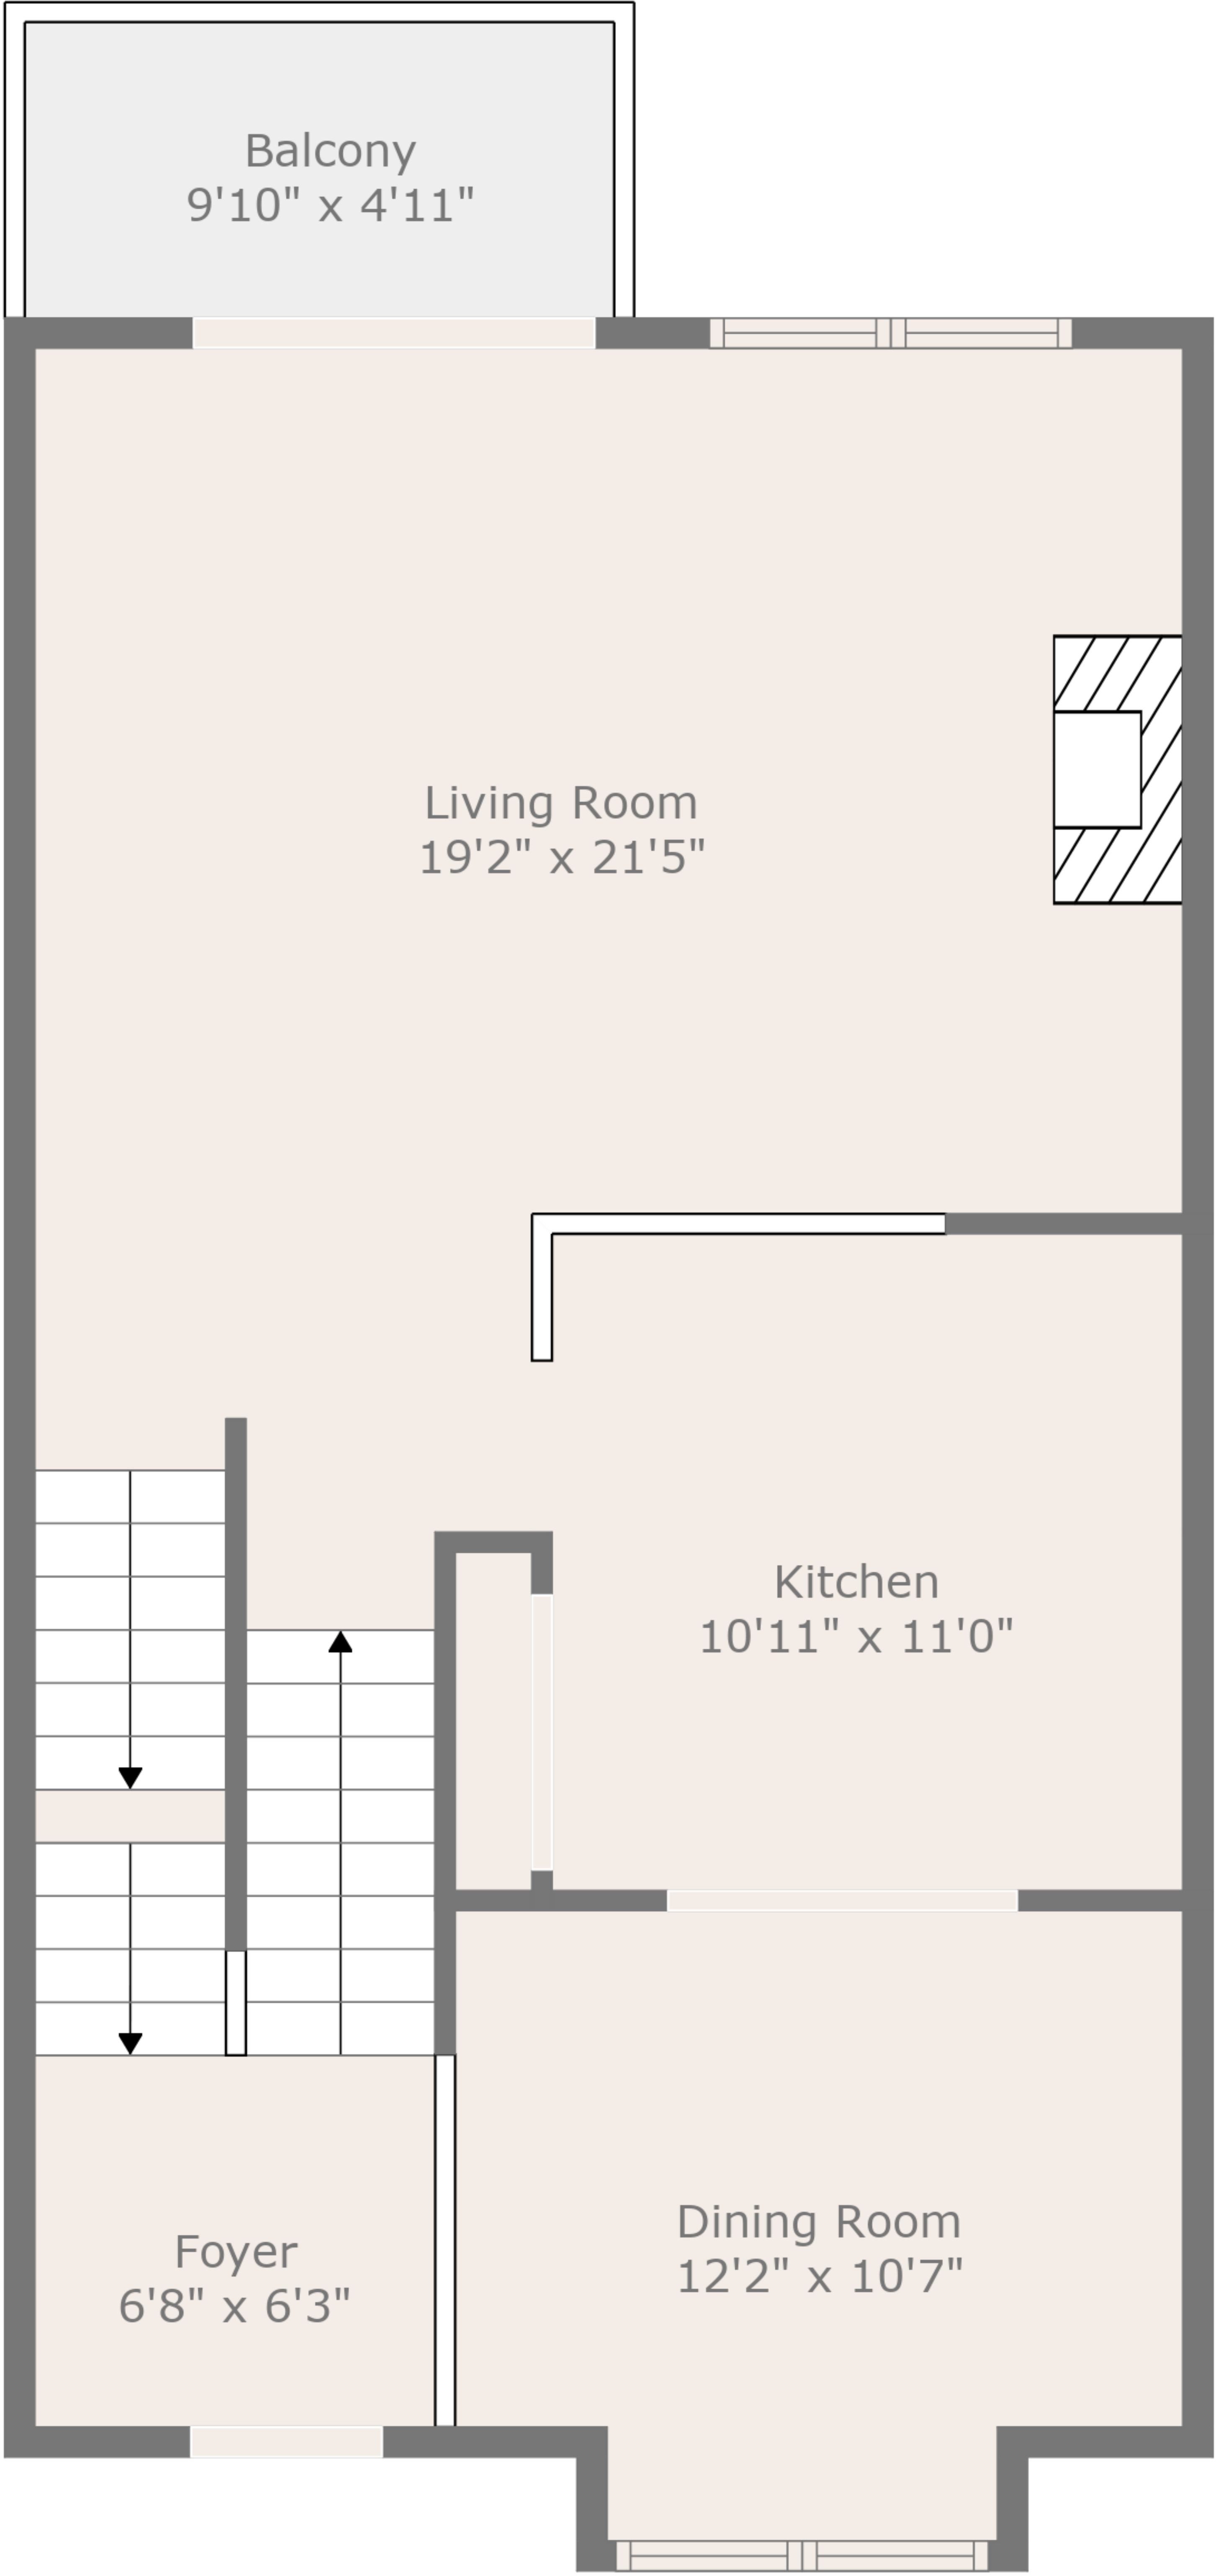 Balcony
9'10" x 4'11"
Living Room
19'2" x 21'5"
Kitchen
10'11" x 11'0"
Dining Room
12'2" x 10'7"
Foyer
6'8" x 6'3"